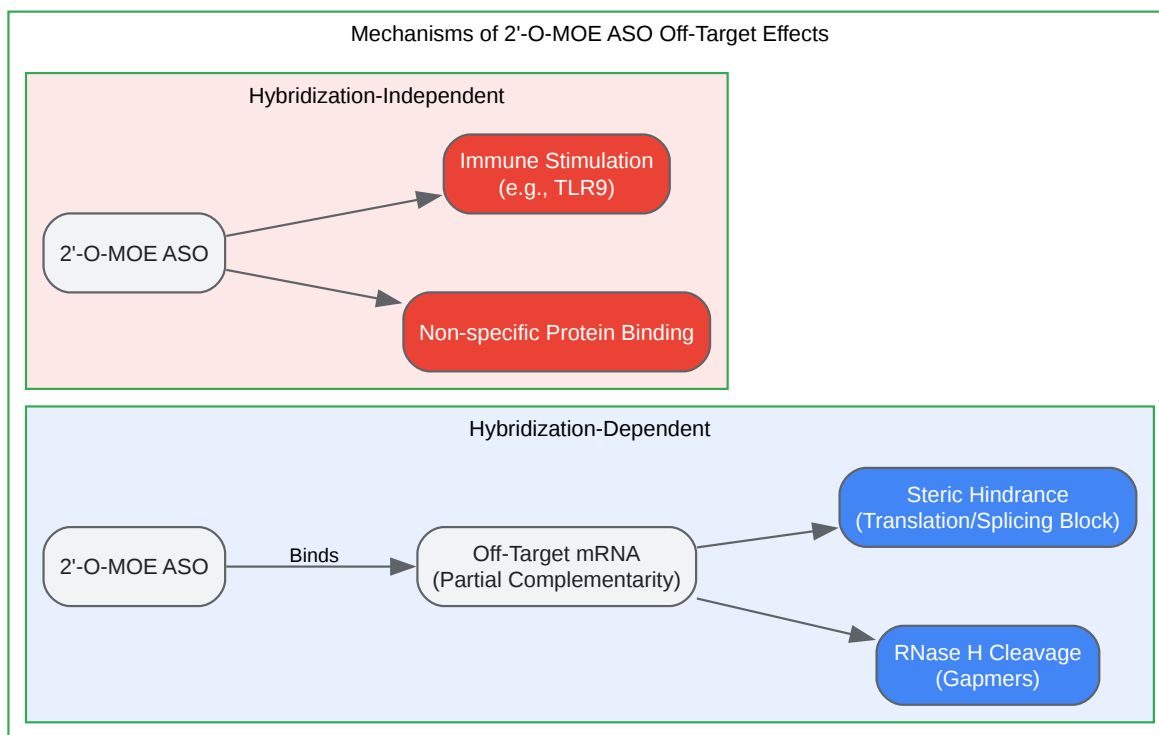 Mechanisms of 2'-O-MOE ASO Off-Target Effects
Hybridization-Independent
Immune Stimulation
(e.g., TLR9)
2'-O-MOE ASO
Non-specific Protein Binding
Hybridization-Dependent
Steric Hindrance
(Translation/Splicing Block)
2'-O-MOE ASO
Binds
Off-Target mRNA
(Partial Complementarity)
RNase H Cleavage
(Gapmers)